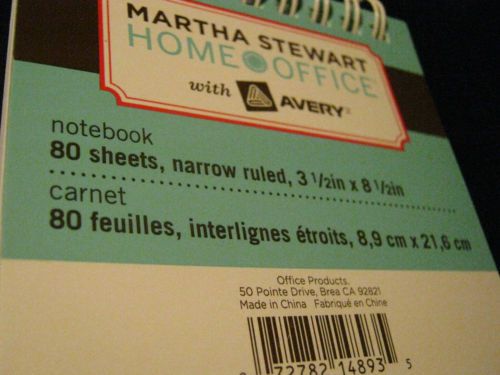 MARTHA STEWART
HOME OFFICE
with AVERY
notebook
80 sheets, narrow ruled, 3 1/2in x 8 1/2in
carnet
80 feuilles, interlignes étroits, 8,9 cm x 21,6 cm
Office Products.
50 Pointe Drive, Brea CA 92821
Made in China Fabriqué en Chine
72782 14893 5